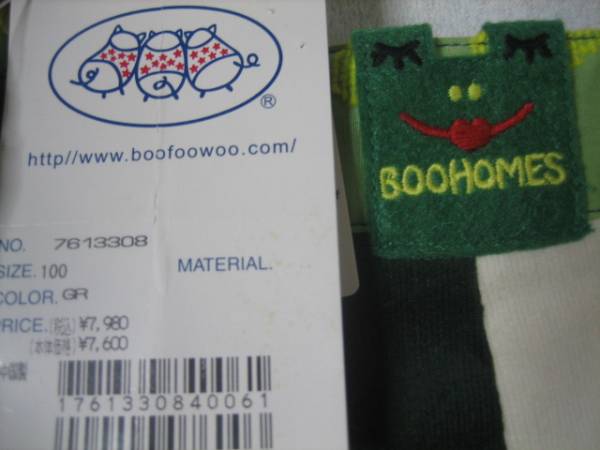 ®
http//www.boofoowoo.com/
NO. 7613308
SIZE. 100
MATERIAL.
COLOR. GR
PRICE. (税込) ¥7,980
(本体価格) ¥7,600
中国製
1761330840061
BOOHOMES